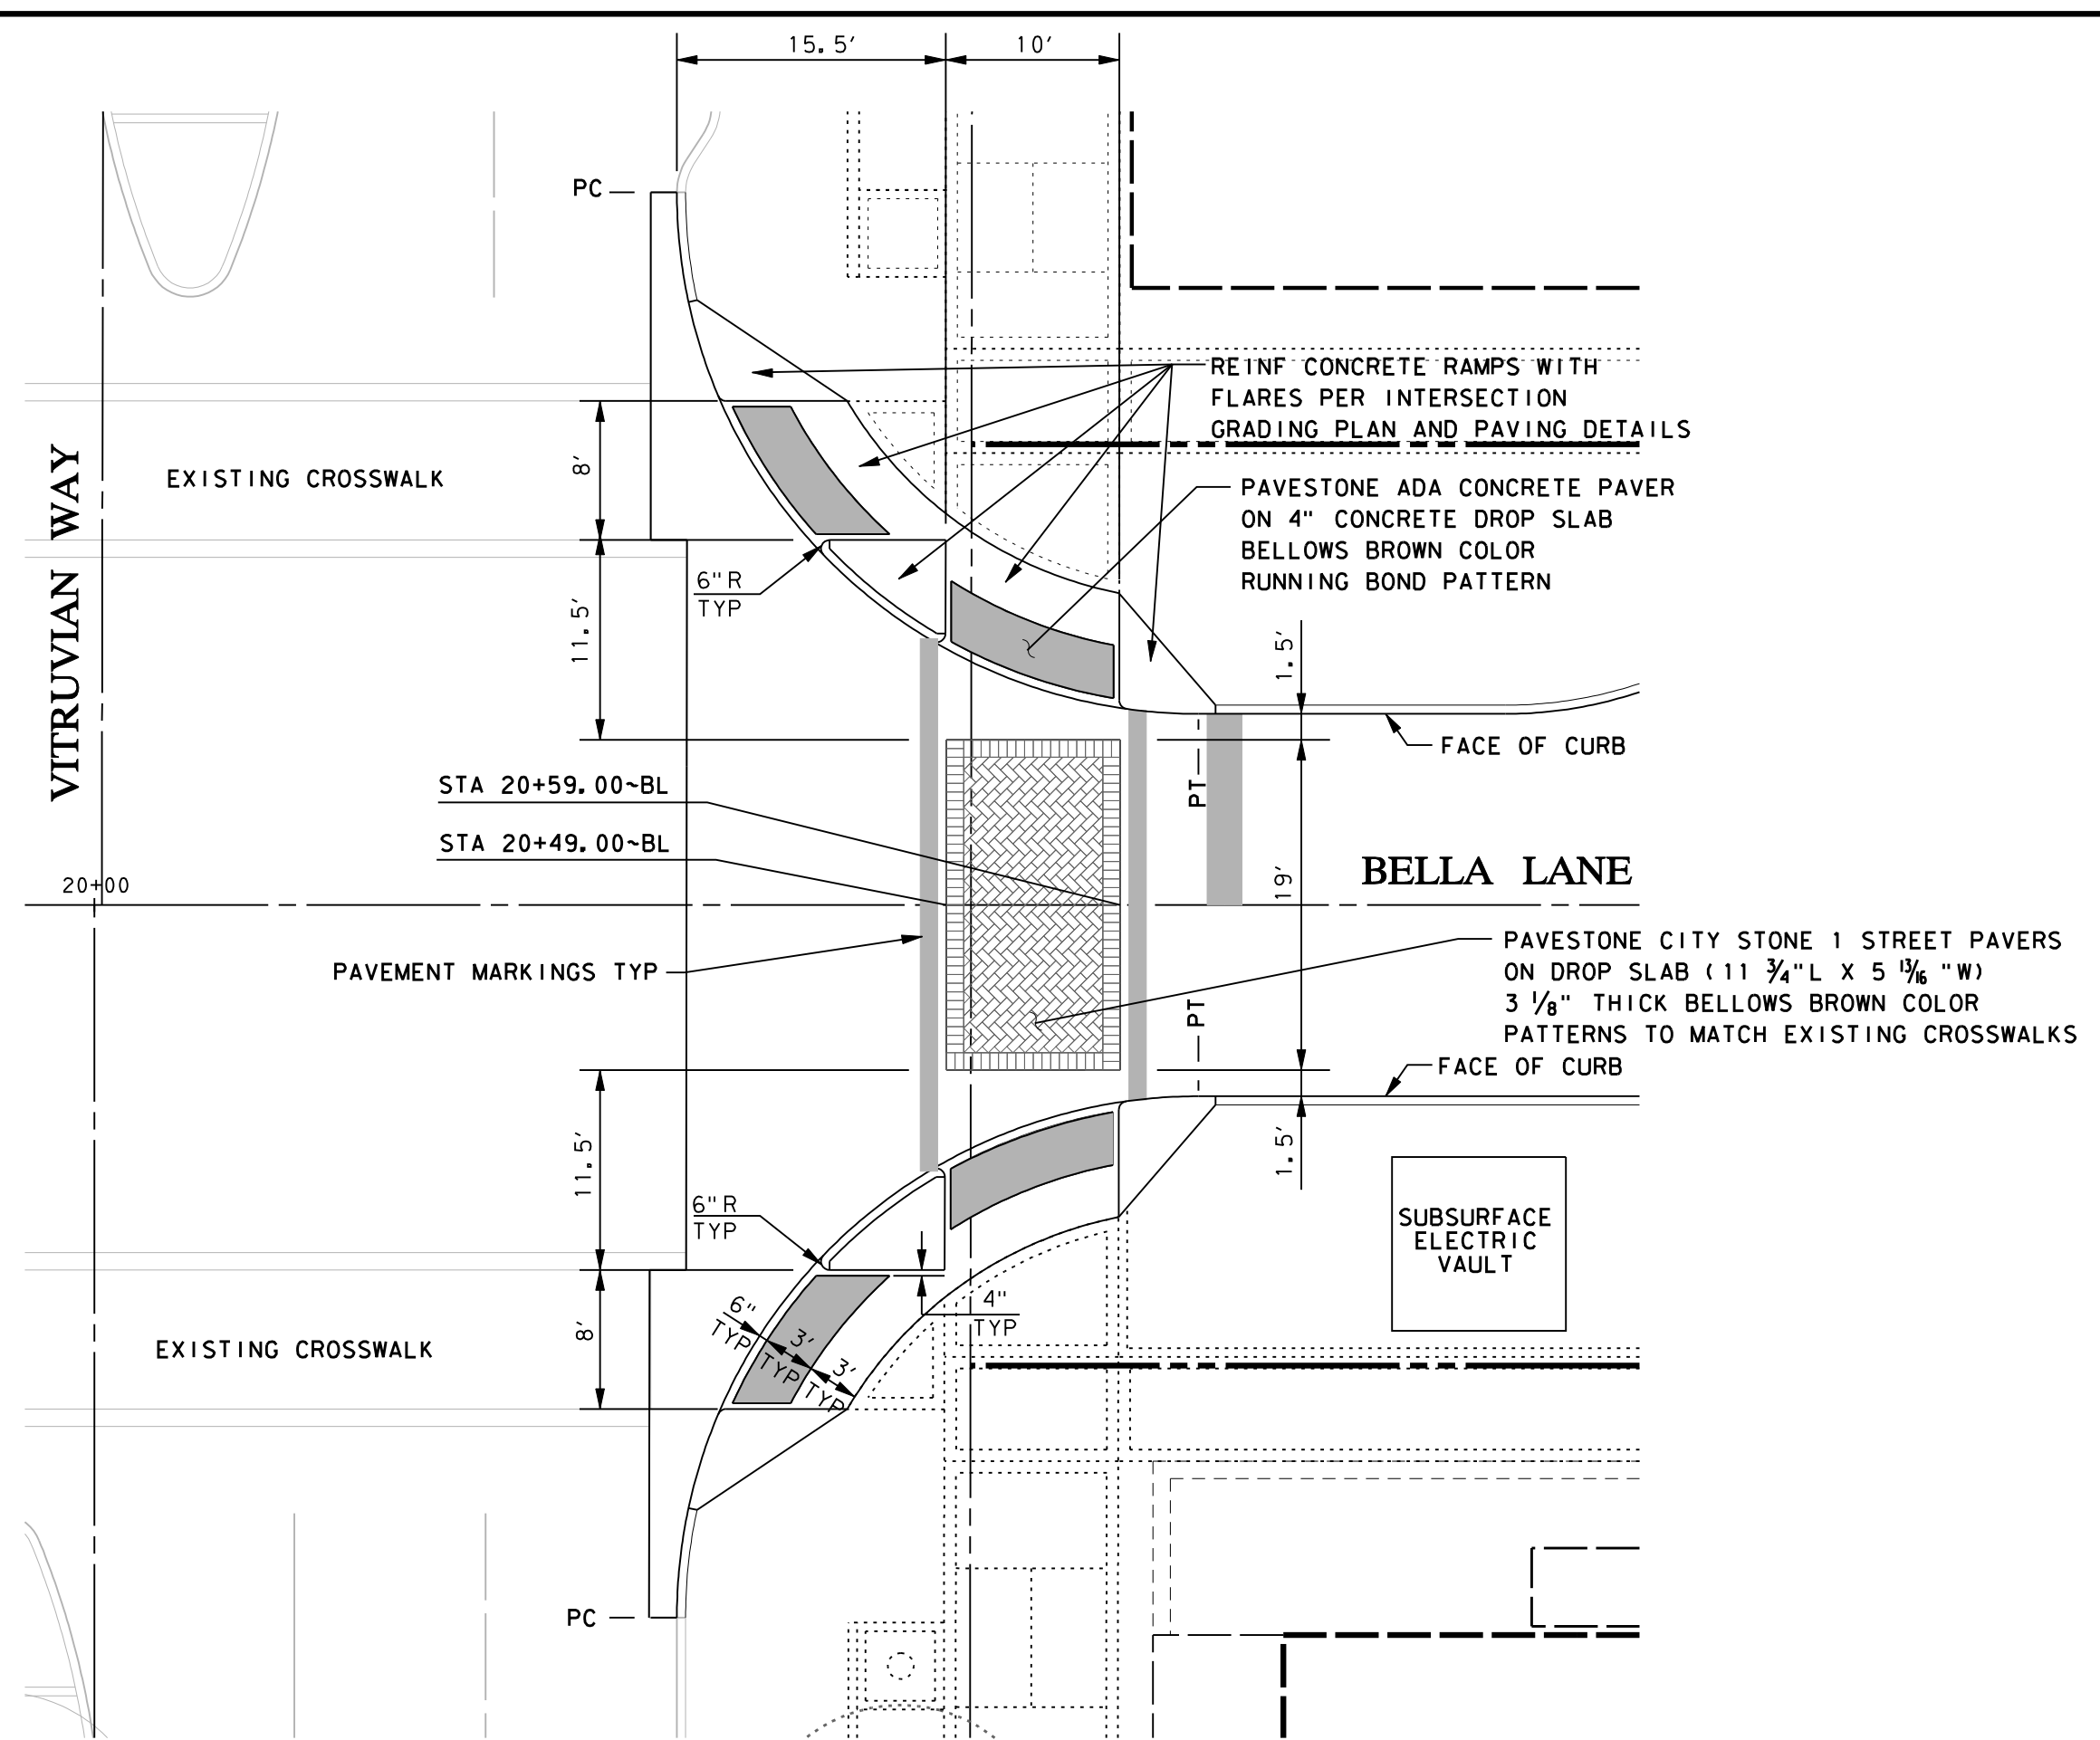 15.5′
10′
PC
REINF CONCRETE RAMPS WITH
FLARES PER INTERSECTION
GRADING PLAN AND PAVING DETAILS
8′
EXISTING CROSSWALK
VITRUVIAN WAY
PAVESTONE ADA CONCRETE PAVER
ON 4" CONCRETE DROP SLAB
BELLOWS BROWN COLOR
RUNNING BOND PATTERN
6"R
TYP
11.5′
1.5′
FACE OF CURB
PT
STA 20+59.00~BL
STA 20+49.00~BL
20+00
19′
BELLA LANE
PAVEMENT MARKINGS TYP
PAVESTONE CITY STONE 1 STREET PAVERS
ON DROP SLAB (11 ¾"L X 5 13/16 "W)
3 ⅛" THICK BELLOWS BROWN COLOR
PATTERNS TO MATCH EXISTING CROSSWALKS
PT
FACE OF CURB
11.5′
1.5′
6"R
TYP
SUBSURFACE
ELECTRIC
VAULT
4"
TYP
6"
TYP
3′
TYP
3′
TYP
8′
EXISTING CROSSWALK
PC